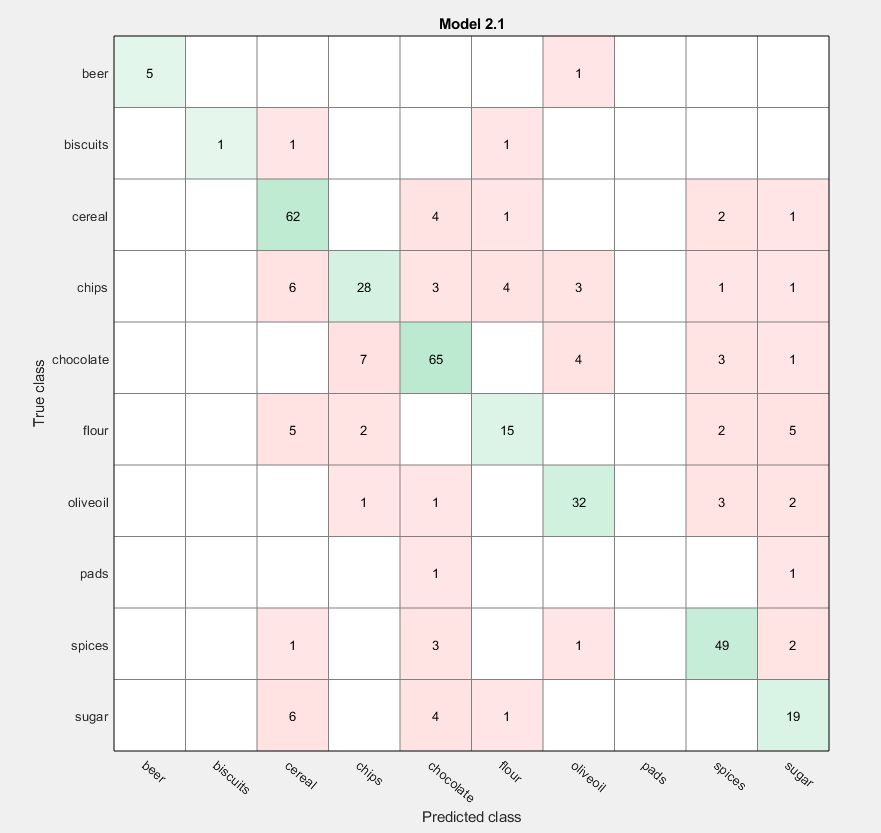 Model 2.1
beer 5 1
biscuits 1 1 1
cereal 62 4 1 2 1
chips 6 28 3 4 3 1 1
chocolate 7 65 4 3 1
flour 5 2 15 2 5
oliveoil 1 1 32 3 2
pads 1 1
spices 1 3 1 49 2
sugar 6 4 1 19
True class
beer biscuits cereal chips chocolate flour oliveoil pads spices sugar
Predicted class